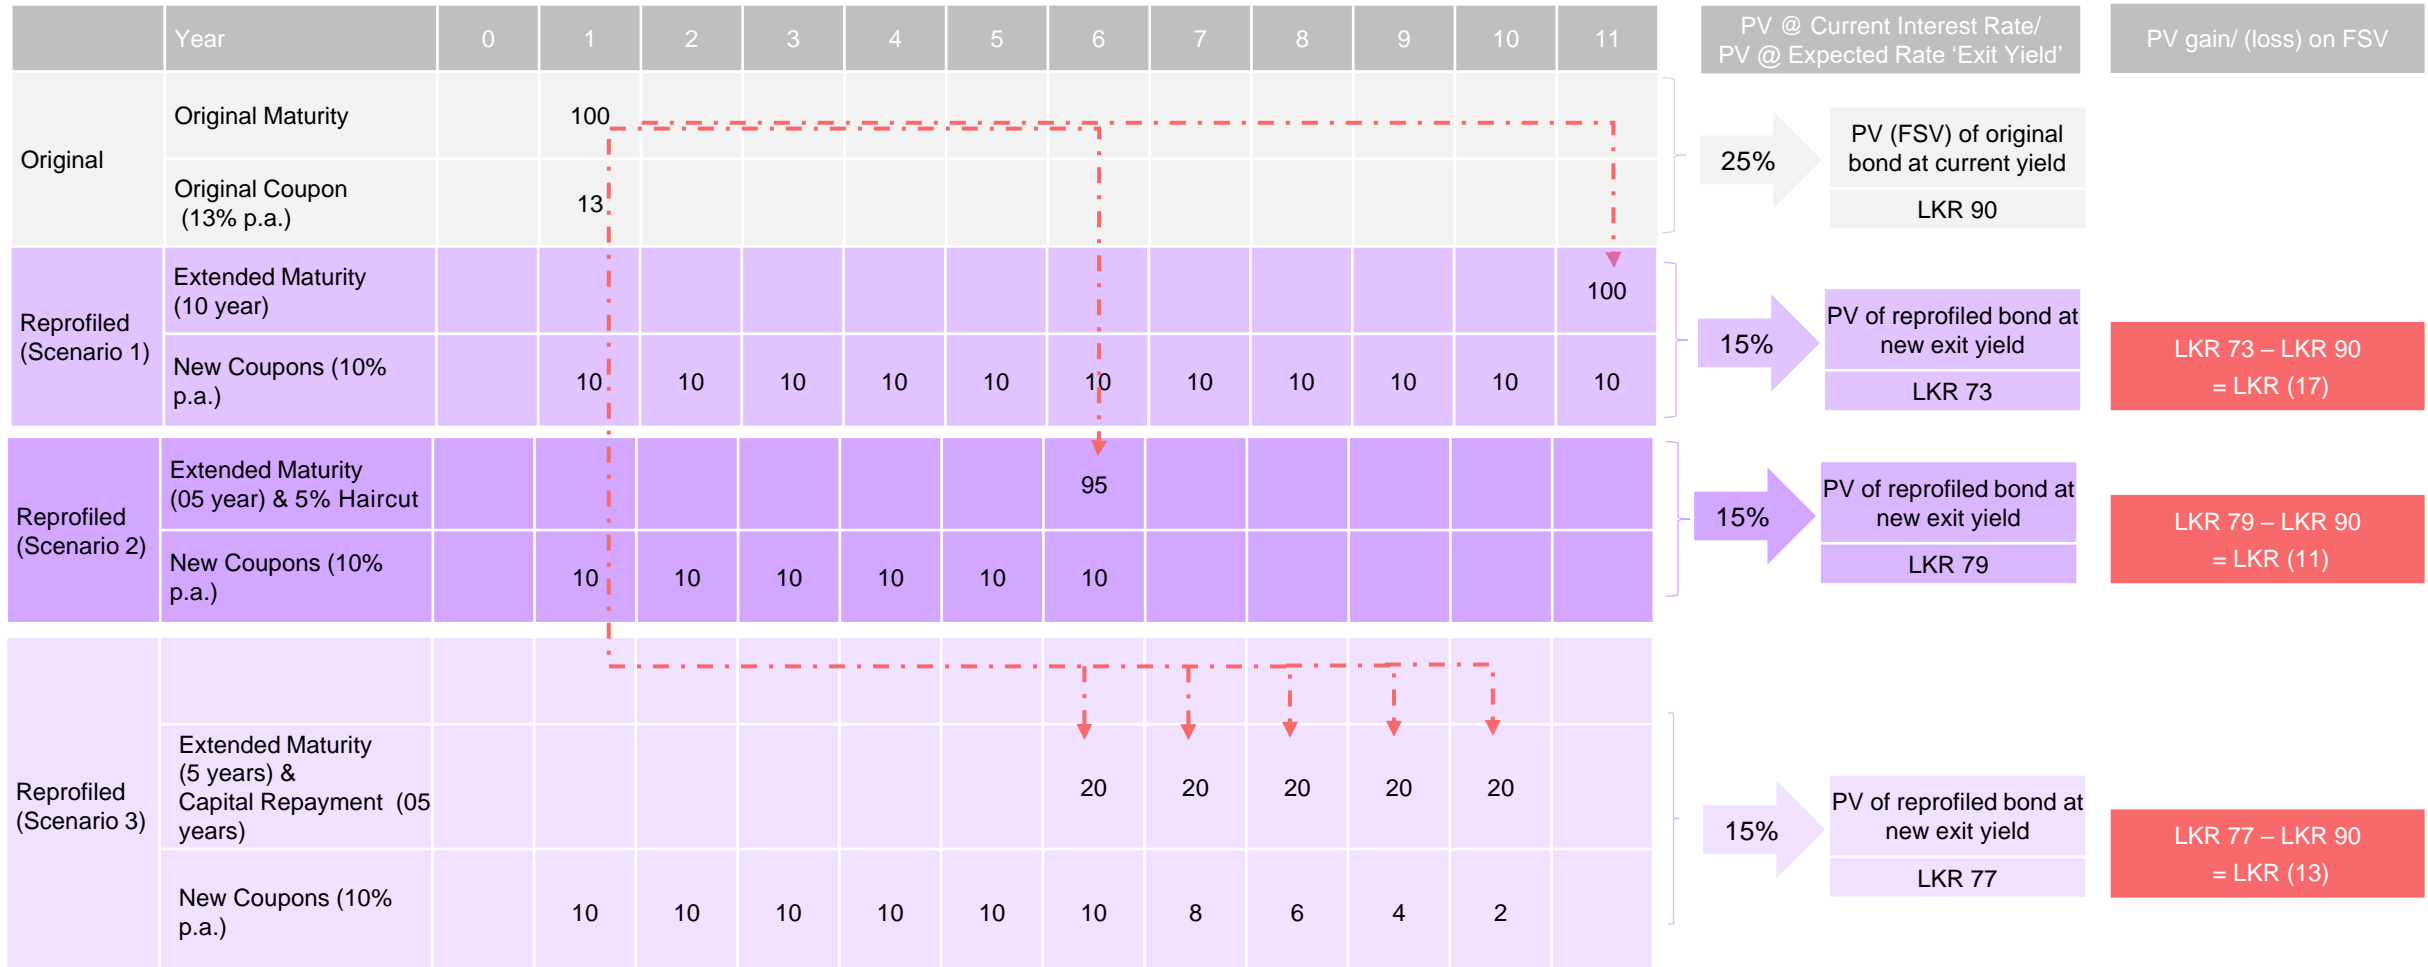 Year 0 1 2 3 4 5 6 7 8 9 10 11
PV @ Current Interest Rate/
PV @ Expected Rate ‘Exit Yield’
PV gain/ (loss) on FSV
Original
Original Maturity
100
Original Coupon
(13% p.a.)
13
25%
PV (FSV) of original
bond at current yield
LKR 90
Reprofiled
(Scenario 1)
Extended Maturity
(10 year)
100
New Coupons (10%
p.a.)
10 10 10 10 10 10 10 10 10 10 10
15%
PV of reprofiled bond at
new exit yield
LKR 73
LKR 73 – LKR 90
= LKR (17)
Reprofiled
(Scenario 2)
Extended Maturity
(05 year) & 5% Haircut
95
New Coupons (10%
p.a.)
10 10 10 10 10 10
15%
PV of reprofiled bond at
new exit yield
LKR 79
LKR 79 – LKR 90
= LKR (11)
Reprofiled
(Scenario 3)
Extended Maturity
(5 years) &
Capital Repayment (05
years)
20 20 20 20 20
New Coupons (10%
p.a.)
10 10 10 10 10 10 8 6 4 2
15%
PV of reprofiled bond at
new exit yield
LKR 77
LKR 77 – LKR 90
= LKR (13)